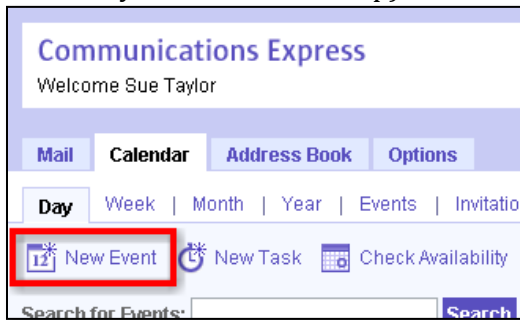 Communications Express
Welcome Sue Taylor
Mail Calendar Address Book Options
Day Week | Month | Year | Events | Invitatio
12 New Event New Task Check Availability
Search for Events: Search